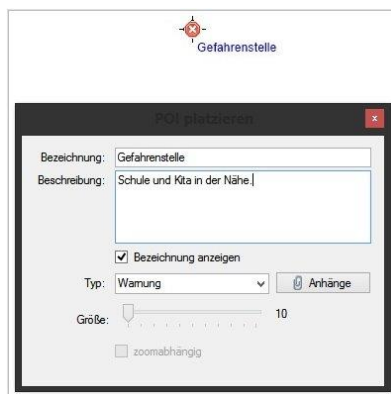 Gefahrenstelle
POI platzieren
x
Bezeichnung: Gefahrenstelle
Beschreibung: Schule und Kita in der Nähe.
Bezeichnung anzeigen
Typ: Warnung Anhänge
Größe: 10
zoomabhängig